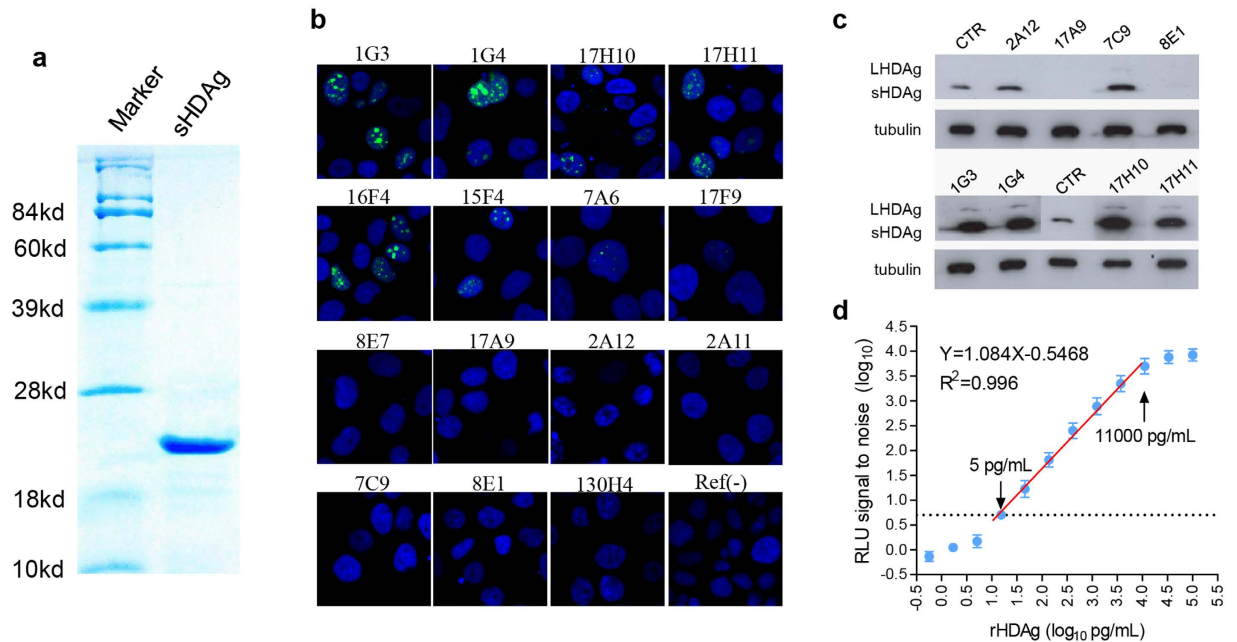 a
Marker
sHDAg
84kd
60kd
39kd
28kd
18kd
10kd
b
1G3 1G4 17H10 17H11
16F4 15F4 7A6 17F9
8E7 17A9 2A12 2A11
7C9 8E1 130H4 Ref(-)
c
CTR 2A12 17A9 7C9 8E1
LHDAg
sHDAg
tubulin
1G3 1G4 CTR 17H10 17H11
LHDAg
sHDAg
tubulin
d
RLU signal to noise (log10)
4.5
4.0
3.5
3.0
2.5
2.0
1.5
1.0
0.5
0.0
-0.5
Y=1.084X-0.5468
R²=0.996
5 pg/mL
11000 pg/mL
-0.5 0.0 0.5 1.0 1.5 2.0 2.5 3.0 3.5 4.0 4.5 5.0 5.5
rHDAg (log10 pg/mL)